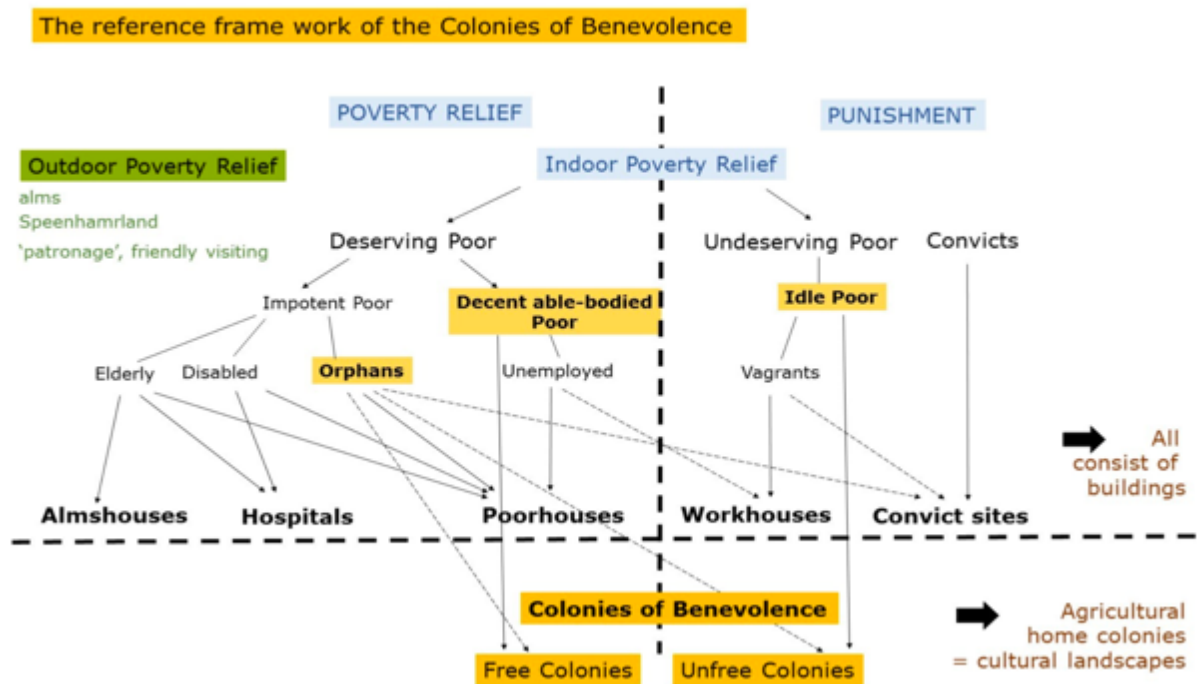 The reference frame work of the Colonies of Benevolence
POVERTY RELIEF
PUNISHMENT
Outdoor Poverty Relief
Indoor Poverty Relief
alms
Speenhamrland
‘patronage’, friendly visiting
Deserving Poor
Undeserving Poor
Convicts
Impotent Poor
Decent able-bodied
Poor
Idle Poor
Elderly
Disabled
Orphans
Unemployed
Vagrants
All
consist of
buildings
Almshouses
Hospitals
Poorhouses
Workhouses
Convict sites
Colonies of Benevolence
Agricultural
home colonies
= cultural landscapes
Free Colonies
Unfree Colonies